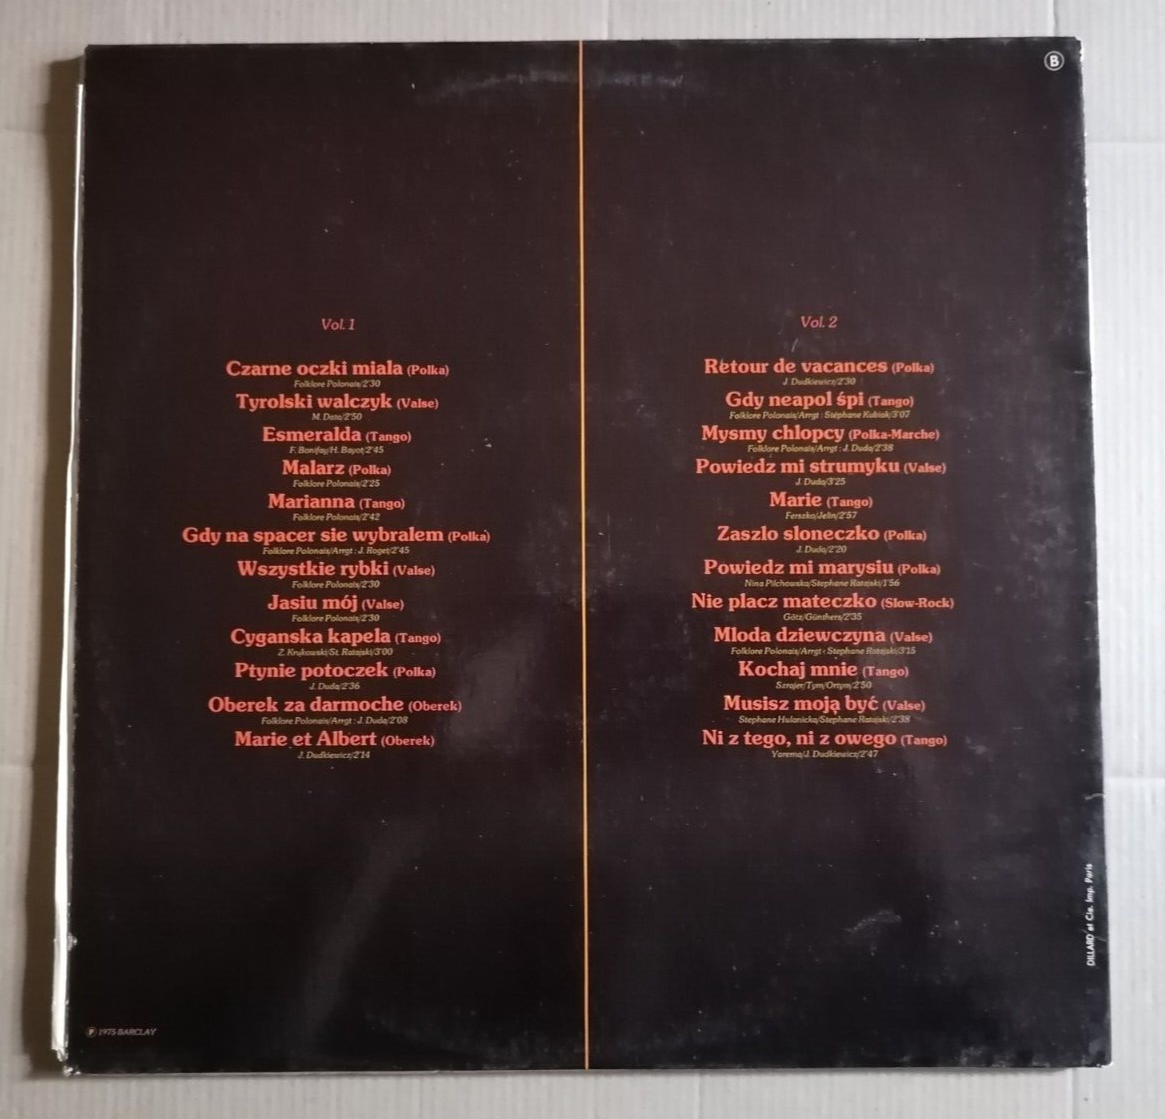 B
Vol. 1
Czarne oczki miala (Polka)
Folklore Polonais/2'30
Tyrolski walczyk (Valse)
M. Data/2'50
Esmeralda (Tango)
F. Bonifay/H. Bayot/2'45
Malarz (Polka)
Folklore Polonais/2'25
Marianna (Tango)
Folklore Polonais/2'42
Gdy na spacer sie wybralem (Polka)
Folklore Polonais/Arrgt : J. Roget/2'45
Wszystkie rybki (Valse)
Folklore Polonais/2'30
Jasiu mój (Valse)
Folklore Polonais/2'30
Cyganska kapela (Tango)
Z. Krukowski/St. Ratajski/3'00
Ptynie potoczek (Polka)
J. Duda/2'36
Oberek za darmoche (Oberek)
Folklore Polonais/Arrgt : J. Duda/2'08
Marie et Albert (Oberek)
J. Dudkiewicz/2'14
Vol. 2
Retour de vacances (Polka)
J. Dudkiewicz/2'30
Gdy neapol śpi (Tango)
Folklore Polonais/Arrgt : Stéphane Kubiak/3'07
Mysmy chlopcy (Polka-Marche)
Folklore Polonais/Arrgt : J. Duda/2'38
Powiedz mi strumyku (Valse)
J. Duda/3'25
Marie (Tango)
Ferszko/Jelin/2'57
Zaszlo sloneczko (Polka)
J. Duda/2'20
Powiedz mi marysiu (Polka)
Nina Pilchowska/Stephane Ratajski/1'56
Nie placz mateczko (Slow-Rock)
Götz/Günthers/2'35
Mloda dziewczyna (Valse)
Folklore Polonais/Arrgt : Stephane Ratajski/3'15
Kochaj mnie (Tango)
Szrajer/Tym/Ortym/2'50
Musisz moją być (Valse)
Stephane Hulanicka/Stephane Ratajski/2'38
Ni z tego, ni z owego (Tango)
Yarema/J. Dudkiewicz/2'47
DILLARD et Cie. Imp. Paris
℗ 1975 BARCLAY